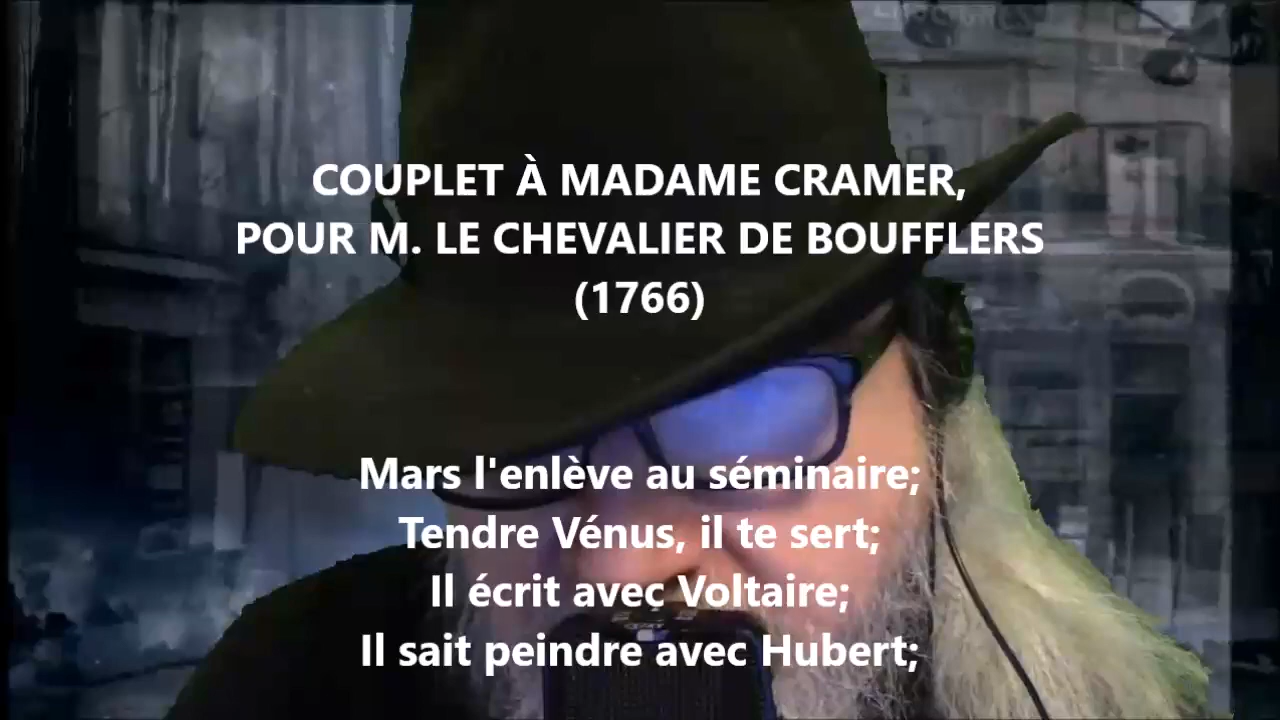 COUPLET À MADAME CRAMER,
POUR M. LE CHEVALIER DE BOUFFLERS
(1766)
Mars l'enlève au séminaire;
Tendre Vénus, il te sert;
Il écrit avec Voltaire;
Il sait peindre avec Hubert;